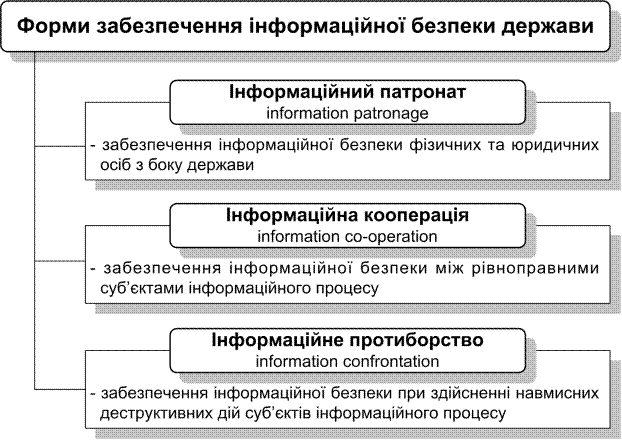 Форми забезпечення інформаційної безпеки держави
Інформаційний патронат
information patronage
- забезпечення інформаційної безпеки фізичних та юридичних
осіб з боку держави
Інформаційна кооперація
information co-operation
- забезпечення інформаційної безпеки між рівноправними
суб'єктами інформаційного процесу
Інформаційне протиборство
information confrontation
- забезпечення інформаційної безпеки при здійсненні навмисних
деструктивних дій суб'єктів інформаційного процесу